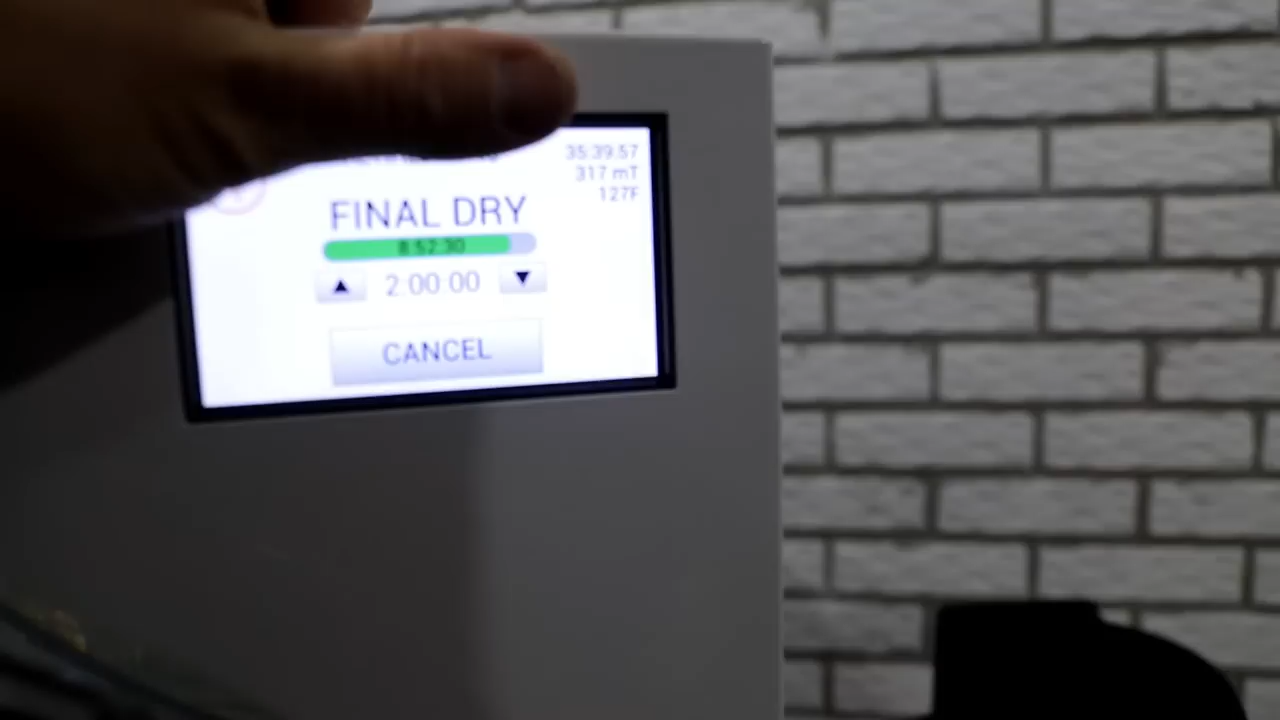 35:39:57
317 mT
127F
FINAL DRY
8:52:30
▲ 2:00:00 ▼
CANCEL